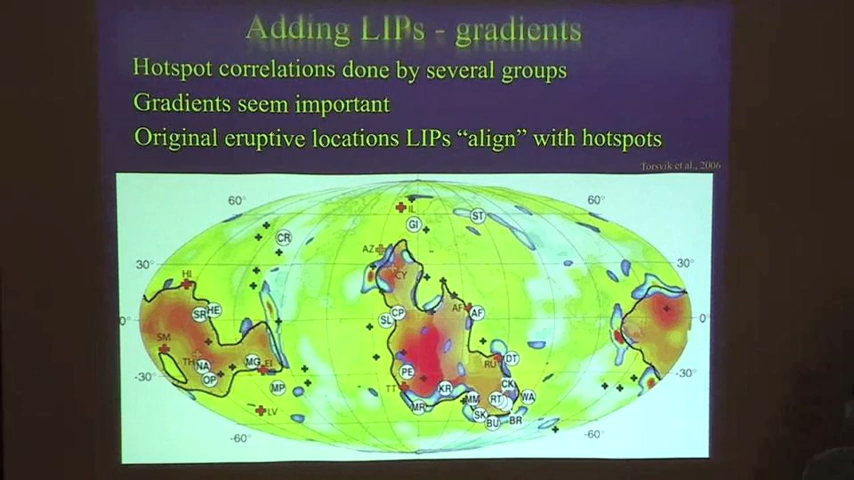 Adding LIPs - gradients
Hotspot correlations done by several groups
Gradients seem important
Original eruptive locations LIPs “align” with hotspots
Torsvik et al., 2006
60° 60°
IL
GI
ST
CR
AZ
30° 30°
HI
CY
SR HE
AF AF
SL CP
0° 0°
SM
TH NA
MG EI
RU DT
PE
-30° -30°
OP
MP
TT
KR
CK
MM RT WA
MR
LV
SK
BU BR
-60° -60°